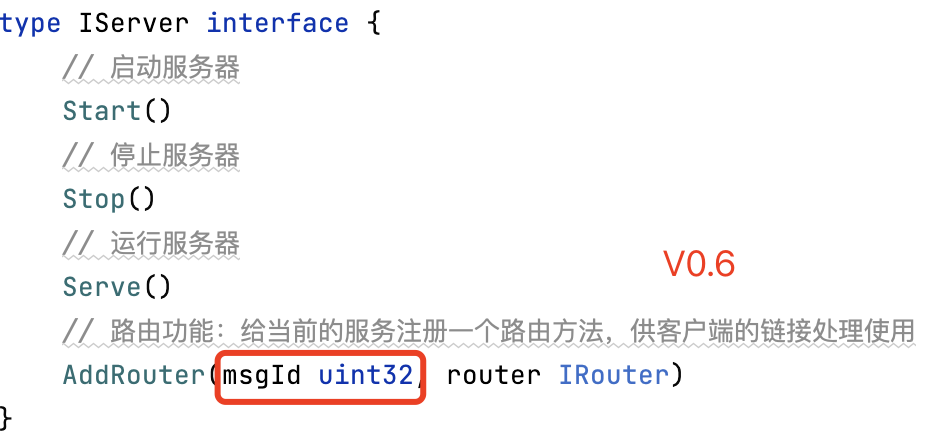 type IServer interface {
// 启动服务器
Start()
// 停止服务器
Stop()
// 运行服务器
Serve()
V0.6
// 路由功能：给当前的服务注册一个路由方法，供客户端的链接处理使用
AddRouter(msgId uint32, router IRouter)
}